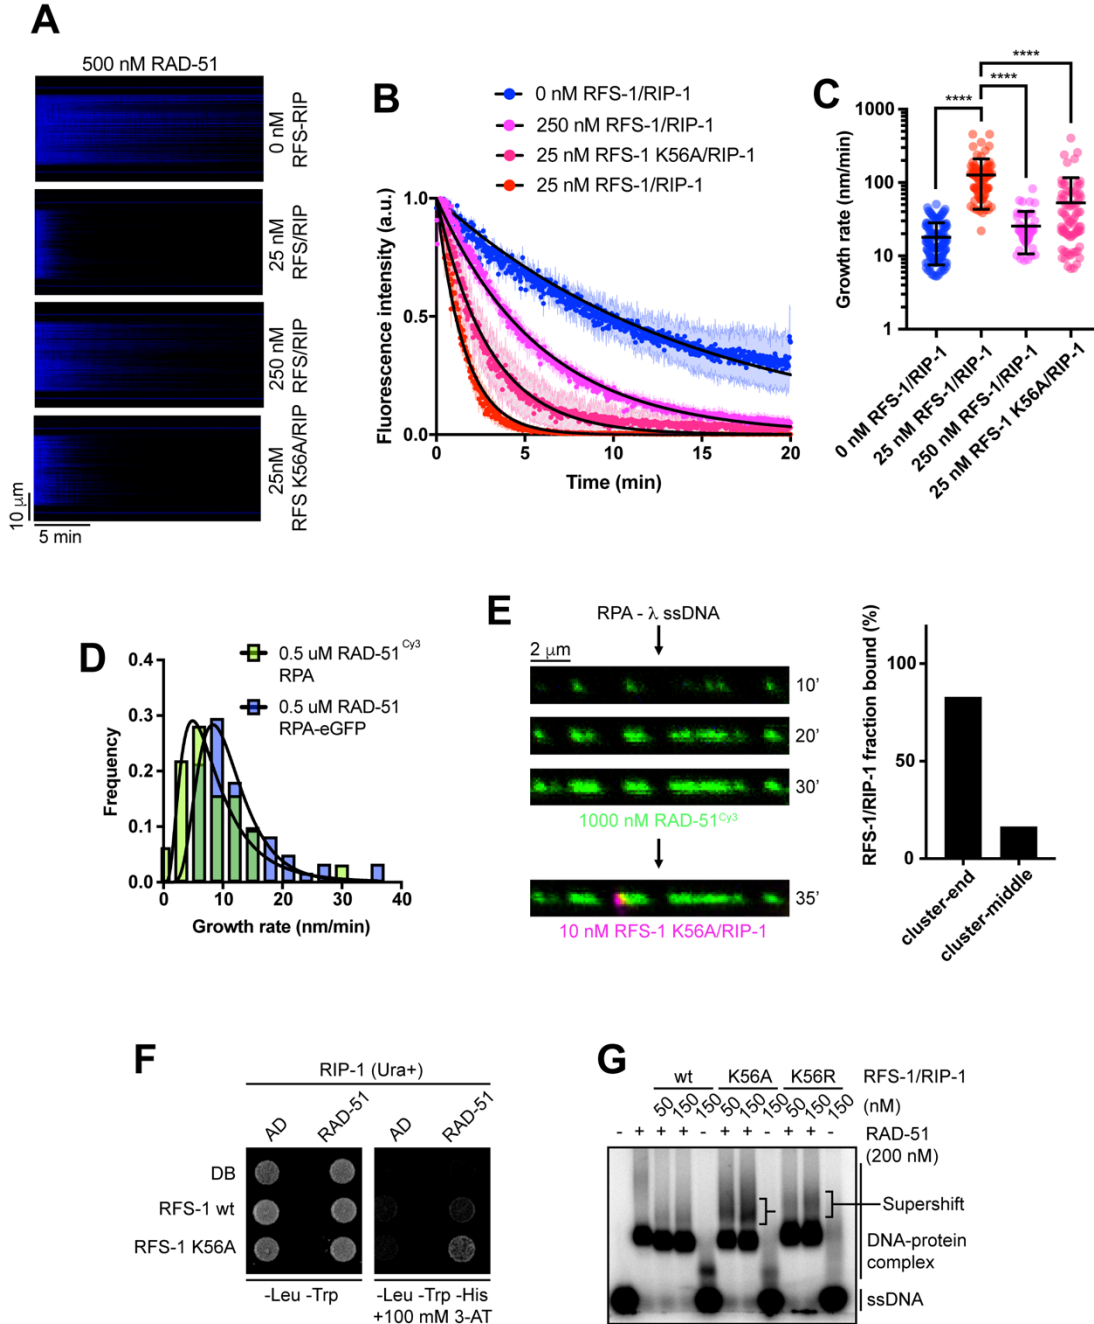 A
500 nM RAD-51
0 nM
RFS-RIP
25 nM
RFS/RIP
250 nM
RFS/RIP
25nM
RFS K56A/RIP
10 μm
5 min
B
0 nM RFS-1/RIP-1
250 nM RFS-1/RIP-1
25 nM RFS-1 K56A/RIP-1
25 nM RFS-1/RIP-1
Fluorescence intensity (a.u.)
1.0
0.5
0.0
0 5 10 15 20
Time (min)
C
**** **** ****
Growth rate (nm/min)
1000
100
10
1
0 nM RFS-1/RIP-1
25 nM RFS-1/RIP-1
250 nM RFS-1/RIP-1
25 nM RFS-1 K56A/RIP-1
D
0.5 uM RAD-51Cy3
RPA
0.5 uM RAD-51
RPA-eGFP
Frequency
0.4
0.3
0.2
0.1
0.0
0 10 20 30 40
Growth rate (nm/min)
E
RPA - λ ssDNA
2 μm
10'
20'
30'
1000 nM RAD-51Cy3
35'
10 nM RFS-1 K56A/RIP-1
RFS-1/RIP-1 fraction bound (%)
100
50
0
cluster-end
cluster-middle
F
RIP-1 (Ura+)
AD RAD-51 AD RAD-51
DB
RFS-1 wt
RFS-1 K56A
-Leu -Trp
-Leu -Trp -His
+100 mM 3-AT
G
wt K56A K56R RFS-1/RIP-1
50 150 150 50 150 150 50 150 150 (nM)
- + + + - + + - + + - RAD-51
(200 nM)
Supershift
DNA-protein
complex
ssDNA